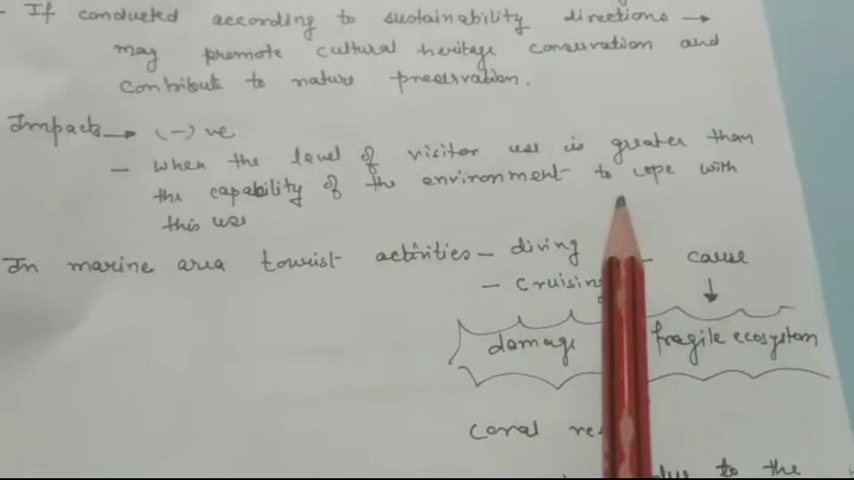 - If conducted according to sustainability directions →
may promote cultural heritage conservation and
contribute to nature preservation.
Impacts → (-) ve
- when the level of visitor use is greater than
the capability of the environment to cope with
this use
In marine area tourist activities - diving - cause
- cruising ↓
damage fragile ecosystem
coral
due to the